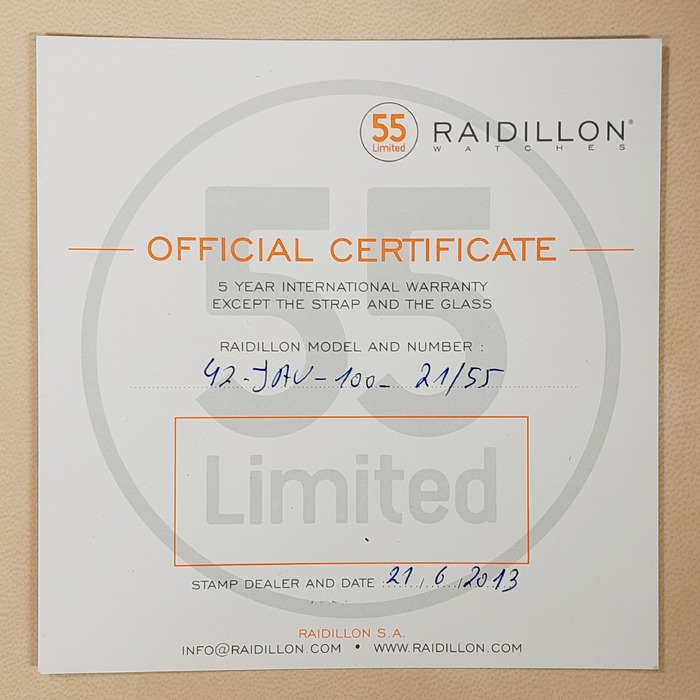 55
Limited
RAIDILLON®
WATCHES
OFFICIAL CERTIFICATE
5 YEAR INTERNATIONAL WARRANTY
EXCEPT THE STRAP AND THE GLASS
RAIDILLON MODEL AND NUMBER :
42-JAV-100- 21/55
55
Limited
STAMP DEALER AND DATE : 21 / 6 / 2013
RAIDILLON S.A.
INFO@RAIDILLON.COM • WWW.RAIDILLON.COM